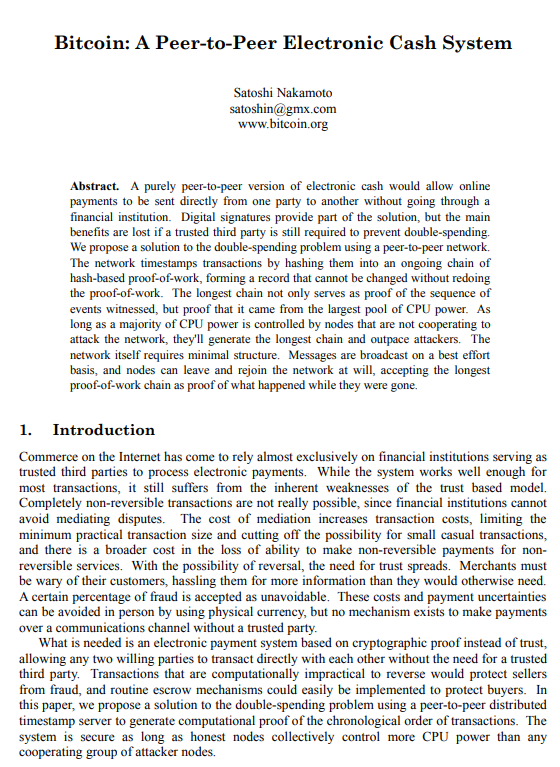 Bitcoin: A Peer-to-Peer Electronic Cash System
Satoshi Nakamoto
satoshin@gmx.com
www.bitcoin.org
Abstract. A purely peer-to-peer version of electronic cash would allow online
payments to be sent directly from one party to another without going through a
financial institution. Digital signatures provide part of the solution, but the main
benefits are lost if a trusted third party is still required to prevent double-spending.
We propose a solution to the double-spending problem using a peer-to-peer network.
The network timestamps transactions by hashing them into an ongoing chain of
hash-based proof-of-work, forming a record that cannot be changed without redoing
the proof-of-work. The longest chain not only serves as proof of the sequence of
events witnessed, but proof that it came from the largest pool of CPU power. As
long as a majority of CPU power is controlled by nodes that are not cooperating to
attack the network, they'll generate the longest chain and outpace attackers. The
network itself requires minimal structure. Messages are broadcast on a best effort
basis, and nodes can leave and rejoin the network at will, accepting the longest
proof-of-work chain as proof of what happened while they were gone.
1. Introduction
Commerce on the Internet has come to rely almost exclusively on financial institutions serving as
trusted third parties to process electronic payments. While the system works well enough for
most transactions, it still suffers from the inherent weaknesses of the trust based model.
Completely non-reversible transactions are not really possible, since financial institutions cannot
avoid mediating disputes. The cost of mediation increases transaction costs, limiting the
minimum practical transaction size and cutting off the possibility for small casual transactions,
and there is a broader cost in the loss of ability to make non-reversible payments for non-
reversible services. With the possibility of reversal, the need for trust spreads. Merchants must
be wary of their customers, hassling them for more information than they would otherwise need.
A certain percentage of fraud is accepted as unavoidable. These costs and payment uncertainties
can be avoided in person by using physical currency, but no mechanism exists to make payments
over a communications channel without a trusted party.
What is needed is an electronic payment system based on cryptographic proof instead of trust,
allowing any two willing parties to transact directly with each other without the need for a trusted
third party. Transactions that are computationally impractical to reverse would protect sellers
from fraud, and routine escrow mechanisms could easily be implemented to protect buyers. In
this paper, we propose a solution to the double-spending problem using a peer-to-peer distributed
timestamp server to generate computational proof of the chronological order of transactions. The
system is secure as long as honest nodes collectively control more CPU power than any
cooperating group of attacker nodes.